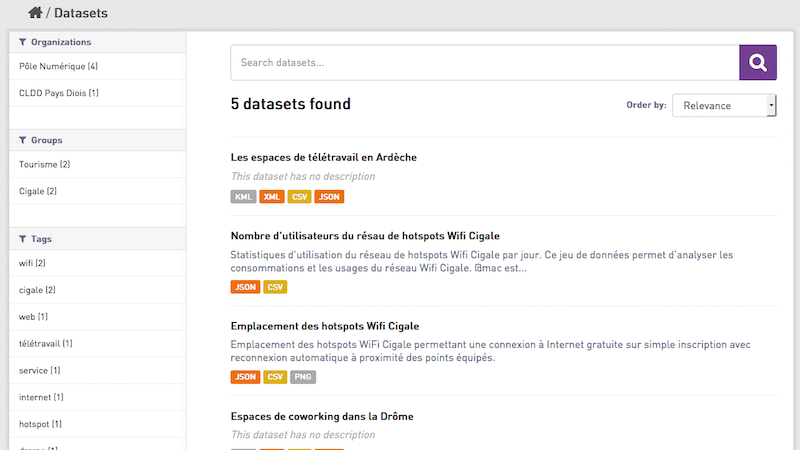 / Datasets
Organizations
Pôle Numérique (4)
CLDD Pays Diois (1)
Groups
Tourisme (2)
Cigale (2)
Tags
wifi (2)
cigale (2)
web (1)
télétravail (1)
service (1)
internet (1)
hotspot (1)
Search datasets...
5 datasets found
Order by: Relevance
Les espaces de télétravail en Ardèche
This dataset has no description
KML XML CSV JSON
Nombre d'utilisateurs du résau de hotspots Wifi Cigale
Statistiques d'utilisation du réseau de hotspots Wifi Cigale par jour. Ce jeu de données permet d'analyser les
consommations et les usages du réseau Wifi Cigale. @mac est...
JSON CSV
Emplacement des hotspots Wifi Cigale
Emplacement des hotspots WiFi Cigale permettant une connexion à Internet gratuite sur simple inscription avec
reconnexion automatique à proximité des points équipés.
JSON CSV PNG
Espaces de coworking dans la Drôme
This dataset has no description